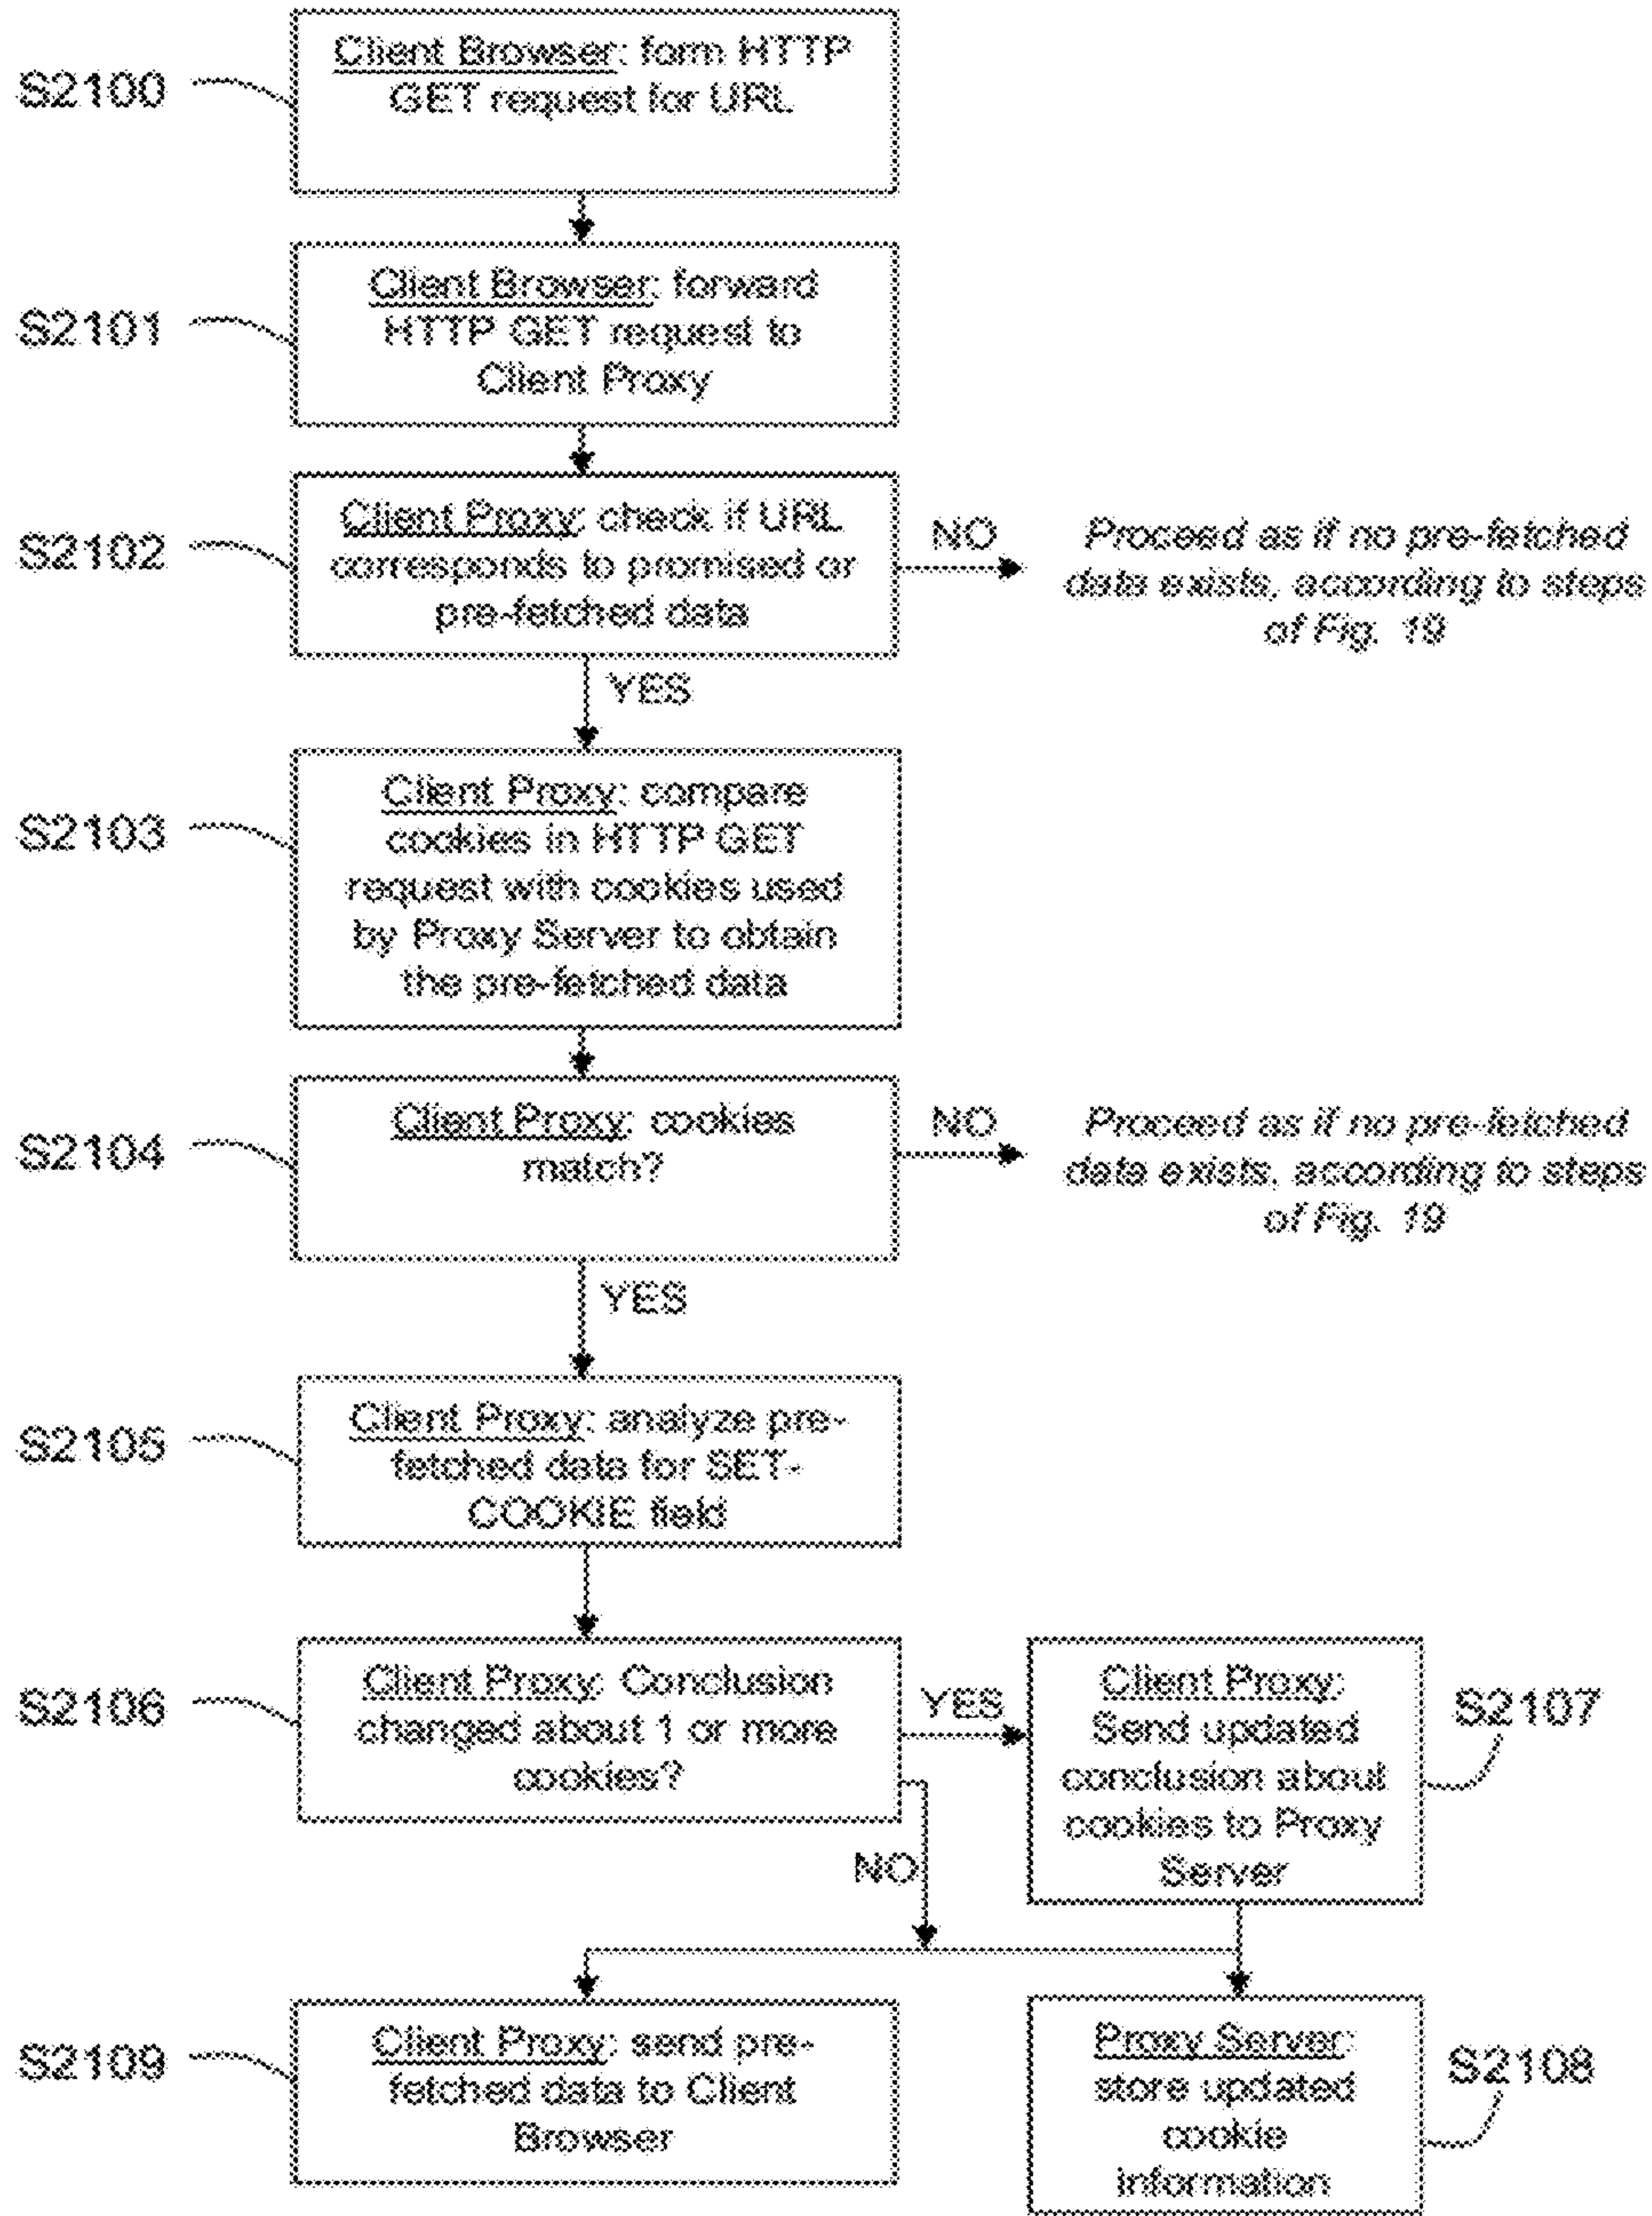 S2100
Client Browser: form HTTP
GET request for URL
S2101
Client Browser: forward
HTTP GET request to
Client Proxy
S2102
Client Proxy: check if URL
corresponds to promised or
pre-fetched data
NO
Proceed as if no pre-fetched
data exists, according to steps
of Fig. 19
YES
S2103
Client Proxy: compare
cookies in HTTP GET
request with cookies used
by Proxy Server to obtain
the pre-fetched data
S2104
Client Proxy: cookies
match?
NO
Proceed as if no pre-fetched
data exists, according to steps
of Fig. 19
YES
S2105
Client Proxy: analyze pre-
fetched data for SET-
COOKIE field
S2106
Client Proxy: Conclusion
changed about 1 or more
cookies?
YES
Client Proxy:
Send updated
conclusion about
cookies to Proxy
Server
S2107
NO
S2109
Client Proxy: send pre-
fetched data to Client
Browser
Proxy Server:
store updated
cookie
information
S2108